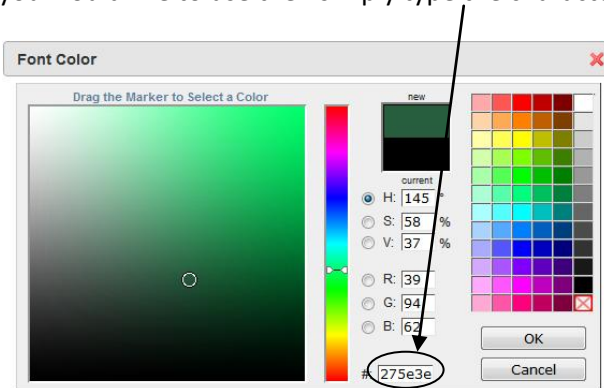 Font Color
Drag the Marker to Select a Color
new
current
H: 145 °
S: 58 %
V: 37 %
R: 39
G: 94
B: 62
#: 275e3e
OK
Cancel